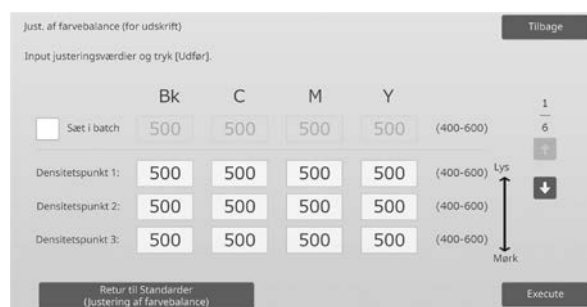 Just. af farvebalance (for udskrift)
Tilbage
Input justeringsværdier og tryk [Udfør].
Bk C M Y
Sæt i batch 500 500 500 500 (400-600)
1
6
Densitetspunkt 1: 500 500 500 500 (400-600) Lys
Densitetspunkt 2: 500 500 500 500 (400-600)
Densitetspunkt 3: 500 500 500 500 (400-600)
Mørk
Retur til Standarder
(Justering af farvebalance)
Execute